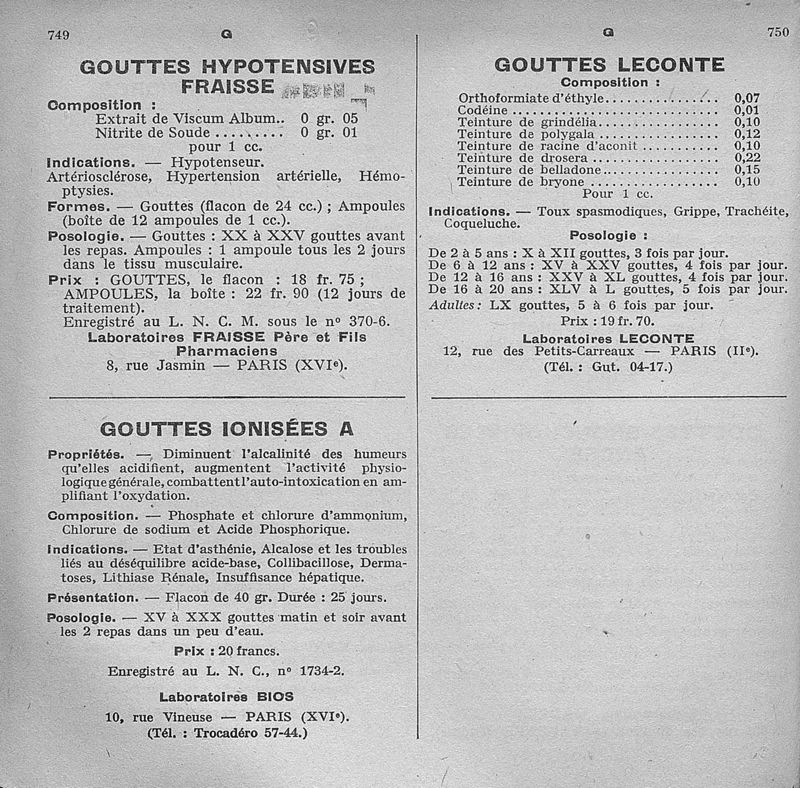 749
G
GOUTTES HYPOTENSIVES
FRAISSE
Composition :
Extrait de Viscum Album.. 0 gr. 05
Nitrite de Soude ......... 0 gr. 01
pour 1 cc.
Indications. — Hypotenseur.
Artériosclérose, Hypertension artérielle, Hémo-
ptysies.
Formes. — Gouttes (flacon de 24 cc.) ; Ampoules
(boîte de 12 ampoules de 1 cc.).
Posologie. — Gouttes : XX à XXV gouttes avant
les repas. Ampoules : 1 ampoule tous les 2 jours
dans le tissu musculaire.
Prix : GOUTTES, le flacon : 18 fr. 75 ;
AMPOULES, la boîte : 22 fr. 90 (12 jours de
traitement).
Enregistré au L. N. C. M. sous le n° 370-6.
Laboratoires FRAISSE Père et Fils
Pharmaciens
8, rue Jasmin — PARIS (XVIe).
GOUTTES IONISÉES A
Propriétés. — Diminuent l'alcalinité des humeurs
qu'elles acidifient, augmentent l'activité physio-
logique générale, combattent l'auto-intoxication en am-
plifiant l'oxydation.
Composition. — Phosphate et chlorure d'ammonium,
Chlorure de sodium et Acide Phosphorique.
Indications. — Etat d'asthénie, Alcalose et les troubles
liés au déséquilibre acide-base, Collibacillose, Derma-
toses, Lithiase Rénale, Insuffisance hépatique.
Présentation. — Flacon de 40 gr. Durée : 25 jours.
Posologie. — XV à XXX gouttes matin et soir avant
les 2 repas dans un peu d'eau.
Prix : 20 francs.
Enregistré au L. N. C., n° 1734-2.
Laboratoires BIOS
10, rue Vineuse — PARIS (XVIe).
(Tél. : Trocadéro 57-44.)
G
750
GOUTTES LECONTE
Composition :
Orthoformiate d'éthyle............... 0,07
Codéine ........................... 0,01
Teinture de grindélia................ 0,10
Teinture de polygala ................ 0,12
Teinture de racine d'aconit .......... 0,10
Teinture de drosera ................. 0,22
Teinture de belladone................ 0,15
Teinture de bryone .................. 0,10
Pour 1 cc.
Indications. — Toux spasmodiques, Grippe, Trachéite,
Coqueluche.
Posologie :
De 2 à 5 ans : X à XII gouttes, 3 fois par jour.
De 6 à 12 ans : XV à XXV gouttes, 4 fois par jour.
De 12 à 16 ans : XXV à XL gouttes, 4 fois par jour.
De 16 à 20 ans : XLV à L gouttes, 5 fois par jour.
Adultes : LX gouttes, 5 à 6 fois par jour.
Prix : 19 fr. 70.
Laboratoires LECONTE
12, rue des Petits-Carreaux — PARIS (IIe).
(Tél. : Gut. 04-17.)